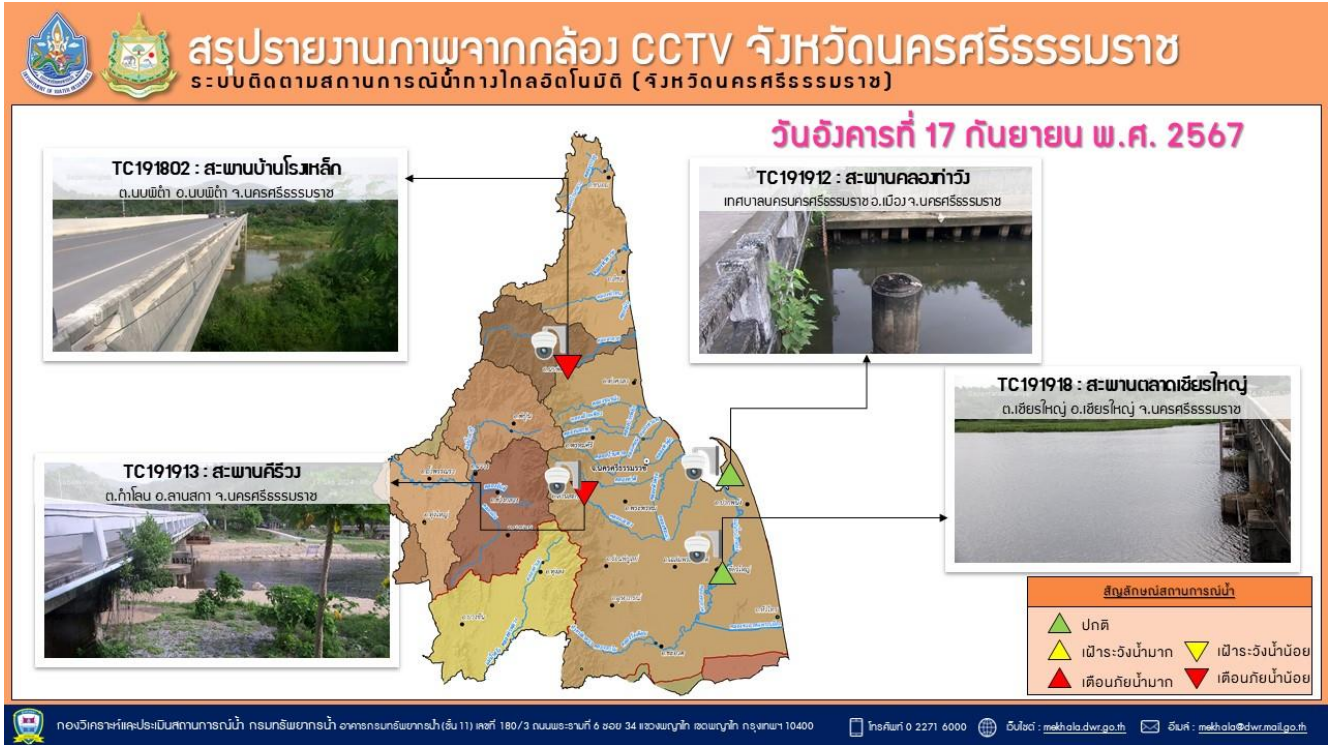 สรุปรายงานภาพจากกล้อง CCTV จังหวัดนครศรีธรรมราช
ระบบติดตามสถานการณ์น้ำทางไกลอัตโนมัติ (จังหวัดนครศรีธรรมราช)
วันอังคารที่ 17 กันยายน พ.ศ. 2567
TC191802 : สะพานบ้านโรงเหล็ก
ต.นบพิตำ อ.นบพิตำ จ.นครศรีธรรมราช
TC191912 : สะพานคลองท่าวัง
เทศบาลนครนครศรีธรรมราช อ.เมือง จ.นครศรีธรรมราช
TC191918 : สะพานตลาดเชียรใหญ่
ต.เชียรใหญ่ อ.เชียรใหญ่ จ.นครศรีธรรมราช
TC191913 : สะพานคีรีวง
ต.กำโลน อ.ลานสกา จ.นครศรีธรรมราช
จ.นครศรีธรรมราช
สัญลักษณ์สถานการณ์น้ำ
ปกติ
เฝ้าระวังน้ำมาก
เฝ้าระวังน้ำน้อย
เตือนภัยน้ำมาก
เตือนภัยน้ำน้อย
กองวิเคราะห์และประเมินสถานการณ์น้ำ กรมทรัพยากรน้ำ อาคารกรมทรัพยากรน้ำ (ชั้น 11) เลขที่ 180/3 ถนนพระรามที่ 6 ซอย 34 แขวงพญาไท เขตพญาไท กรุงเทพฯ 10400
โทรศัพท์ 0 2271 6000
เว็บไซต์ : mekhala.dwr.go.th
อีเมล์ : mekhala@dwr.mail.go.th